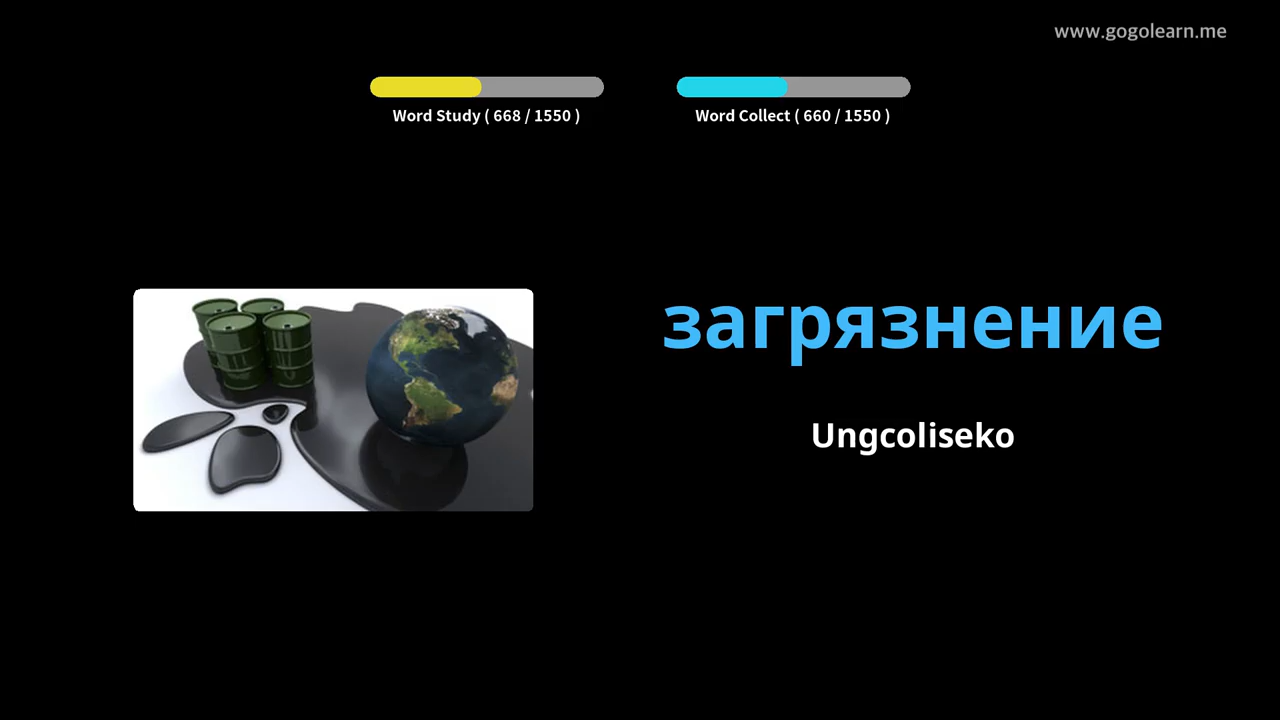 www.gogolearn.me
Word Study ( 668 / 1550 )
Word Collect ( 660 / 1550 )
загрязнение
Ungcoliseko